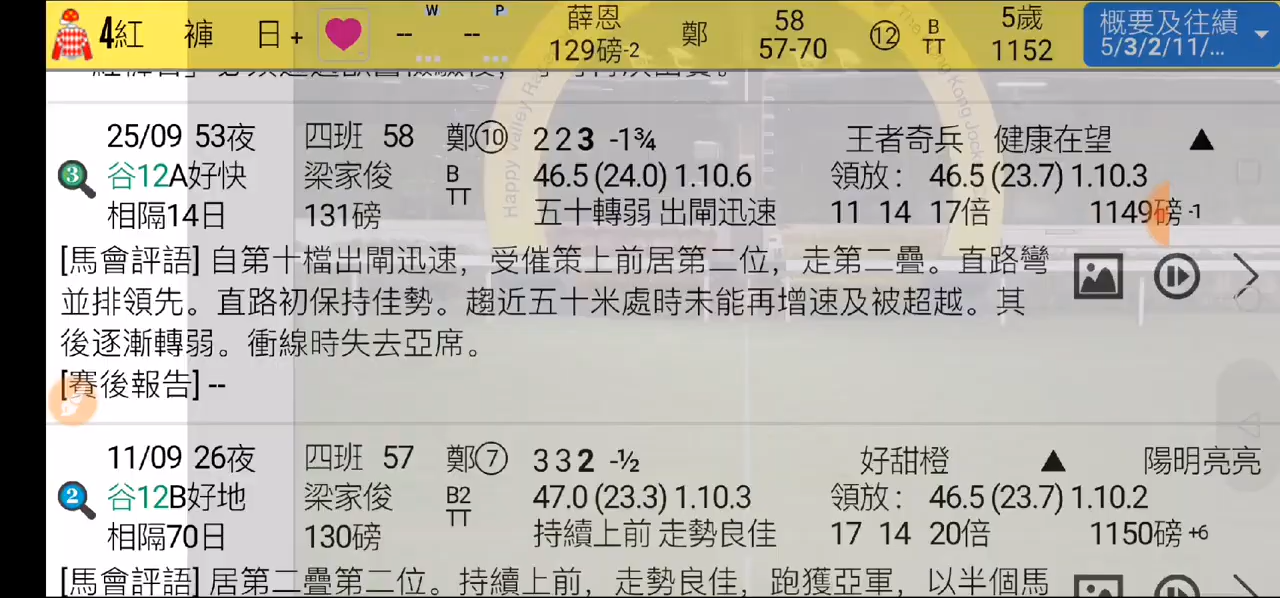 4紅 褲 日 + -- W -- P 薛恩 鄭 58 ⑫ B 5歲 概要及往績
129磅-2 57-70 TT 1152 5/3/2/11/...
25/09 53夜 四班 58 鄭⑩ 2 2 3 -1¾ 王者奇兵 健康在望 ▲
3 谷12A好快 梁家俊 B 46.5 (24.0) 1.10.6 領放： 46.5 (23.7) 1.10.3
相隔14日 131磅 TT 五十轉弱 出閘迅速 11 14 17倍 1149磅 -1
[馬會評語] 自第十檔出閘迅速，受催策上前居第二位，走第二疊。直路彎
並排領先。直路初保持佳勢。趨近五十米處時未能再增速及被超越。其
後逐漸轉弱。衝線時失去亞席。
[賽後報告] --
11/09 26夜 四班 57 鄭⑦ 3 3 2 -½ 好甜橙 ▲ 陽明亮亮
2 谷12B好地 梁家俊 B2 47.0 (23.3) 1.10.3 領放： 46.5 (23.7) 1.10.2
相隔70日 130磅 TT 持續上前 走勢良佳 17 14 20倍 1150磅 +6
[馬會評語] 居第二疊第二位。持續上前，走勢良佳，跑獲亞軍，以半個馬